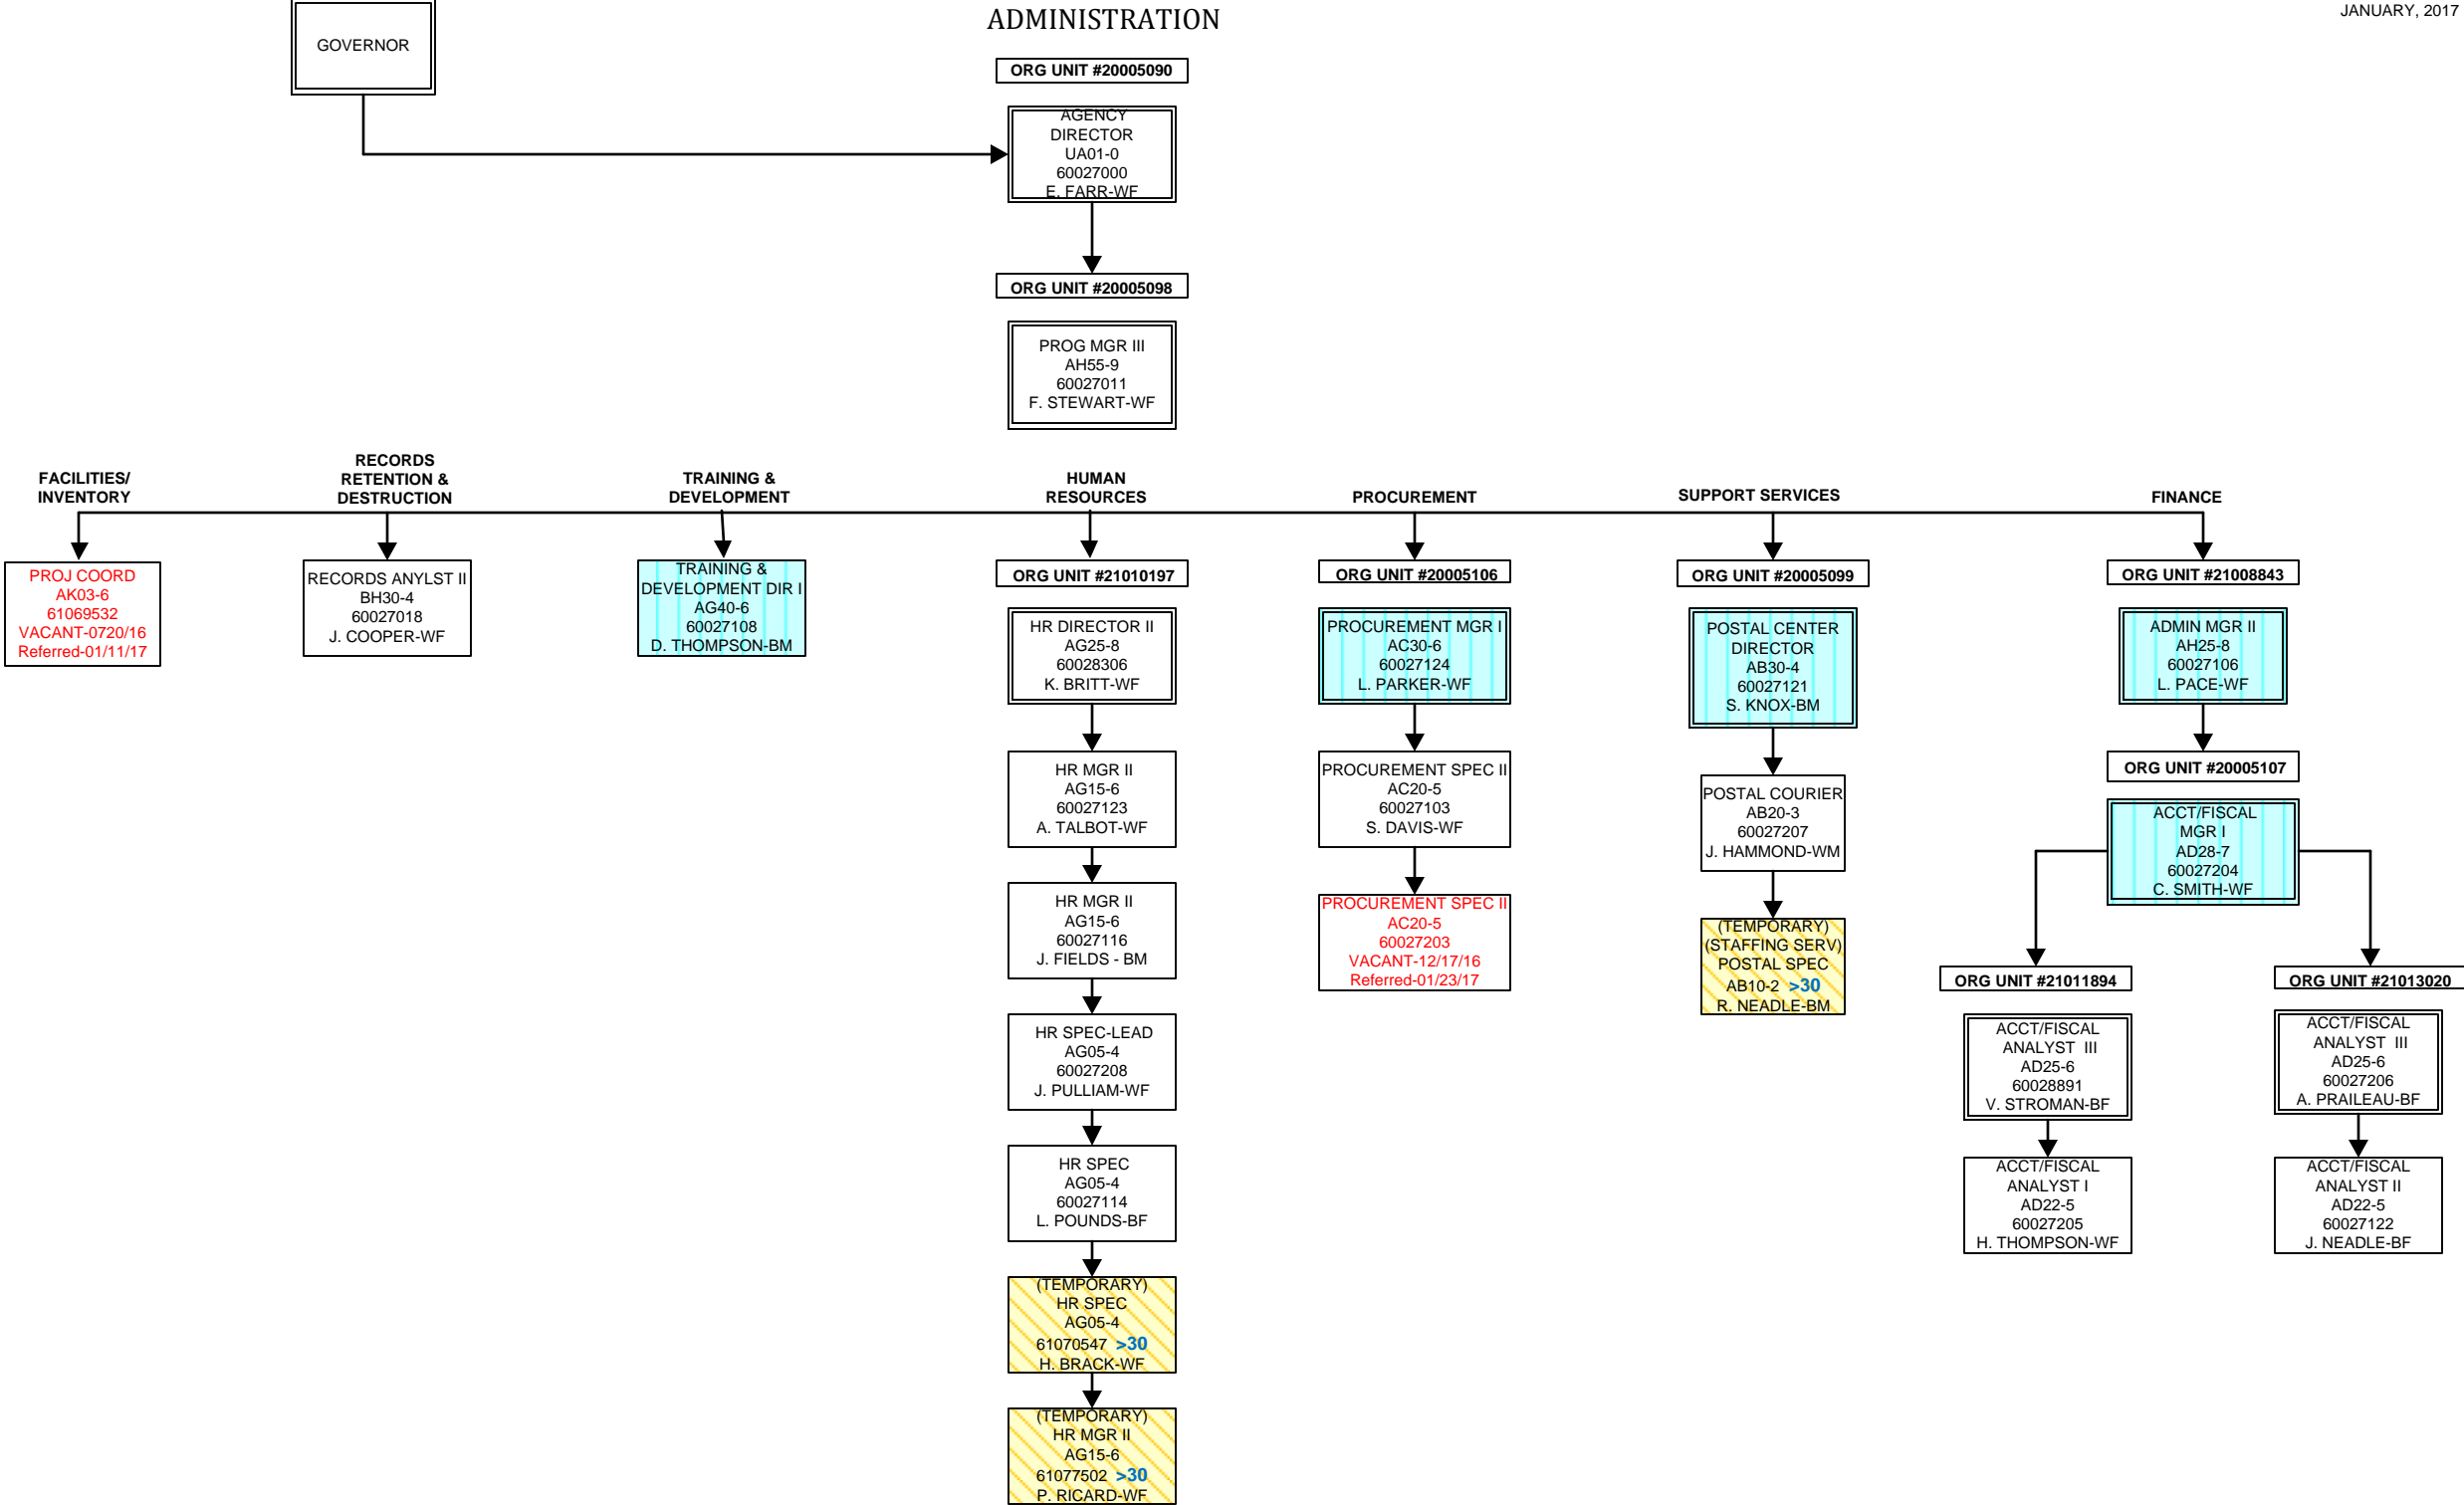 ADMINISTRATION
JANUARY, 2017
GOVERNOR
ORG UNIT #20005090
AGENCY
DIRECTOR
UA01-0
60027000
E. FARR-WF
ORG UNIT #20005098
PROG MGR III
AH55-9
60027011
F. STEWART-WF
FACILITIES/
INVENTORY
PROJ COORD
AK03-6
61069532
VACANT-0720/16
Referred-01/11/17
RECORDS
RETENTION &
DESTRUCTION
RECORDS ANYLST II
BH30-4
60027018
J. COOPER-WF
TRAINING &
DEVELOPMENT
TRAINING &
DEVELOPMENT DIR I
AG40-6
60027108
D. THOMPSON-BM
HUMAN
RESOURCES
ORG UNIT #21010197
HR DIRECTOR II
AG25-8
60028306
K. BRITT-WF
HR MGR II
AG15-6
60027123
A. TALBOT-WF
HR MGR II
AG15-6
60027116
J. FIELDS - BM
HR SPEC-LEAD
AG05-4
60027208
J. PULLIAM-WF
HR SPEC
AG05-4
60027114
L. POUNDS-BF
(TEMPORARY)
HR SPEC
AG05-4
61070547 >30
H. BRACK-WF
(TEMPORARY)
HR MGR II
AG15-6
61077502 >30
P. RICARD-WF
PROCUREMENT
ORG UNIT #20005106
PROCUREMENT MGR I
AC30-6
60027124
L. PARKER-WF
PROCUREMENT SPEC II
AC20-5
60027103
S. DAVIS-WF
PROCUREMENT SPEC II
AC20-5
60027203
VACANT-12/17/16
Referred-01/23/17
SUPPORT SERVICES
ORG UNIT #20005099
POSTAL CENTER
DIRECTOR
AB30-4
60027121
S. KNOX-BM
POSTAL COURIER
AB20-3
60027207
J. HAMMOND-WM
(TEMPORARY)
(STAFFING SERV)
POSTAL SPEC
AB10-2 >30
R. NEADLE-BM
FINANCE
ORG UNIT #21008843
ADMIN MGR II
AH25-8
60027106
L. PACE-WF
ORG UNIT #20005107
ACCT/FISCAL
MGR I
AD28-7
60027204
C. SMITH-WF
ORG UNIT #21011894
ACCT/FISCAL
ANALYST III
AD25-6
60028891
V. STROMAN-BF
ACCT/FISCAL
ANALYST I
AD22-5
60027205
H. THOMPSON-WF
ORG UNIT #21013020
ACCT/FISCAL
ANALYST III
AD25-6
60027206
A. PRAILEAU-BF
ACCT/FISCAL
ANALYST II
AD22-5
60027122
J. NEADLE-BF